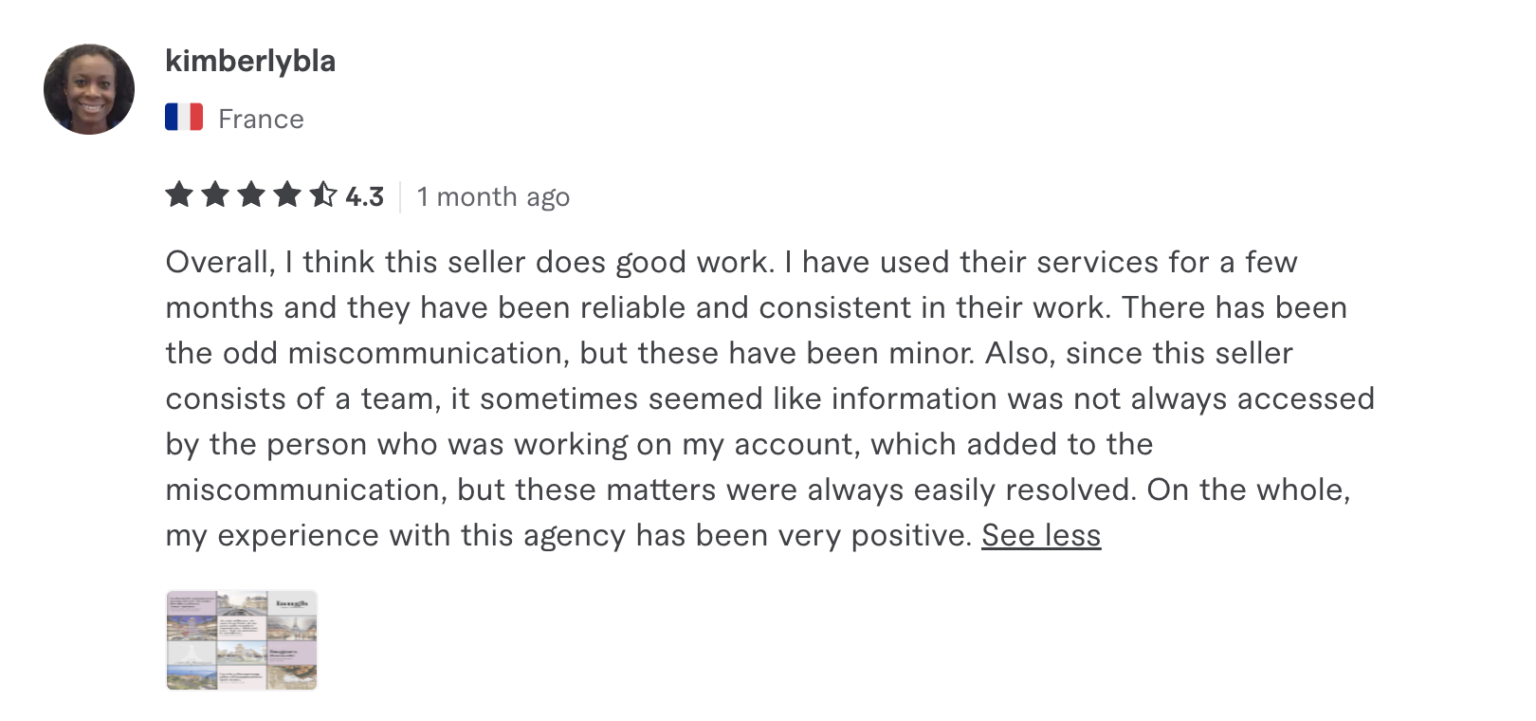 kimberlybla
France
4.3 1 month ago
Overall, I think this seller does good work. I have used their services for a few
months and they have been reliable and consistent in their work. There has been
the odd miscommunication, but these have been minor. Also, since this seller
consists of a team, it sometimes seemed like information was not always accessed
by the person who was working on my account, which added to the
miscommunication, but these matters were always easily resolved. On the whole,
my experience with this agency has been very positive. See less